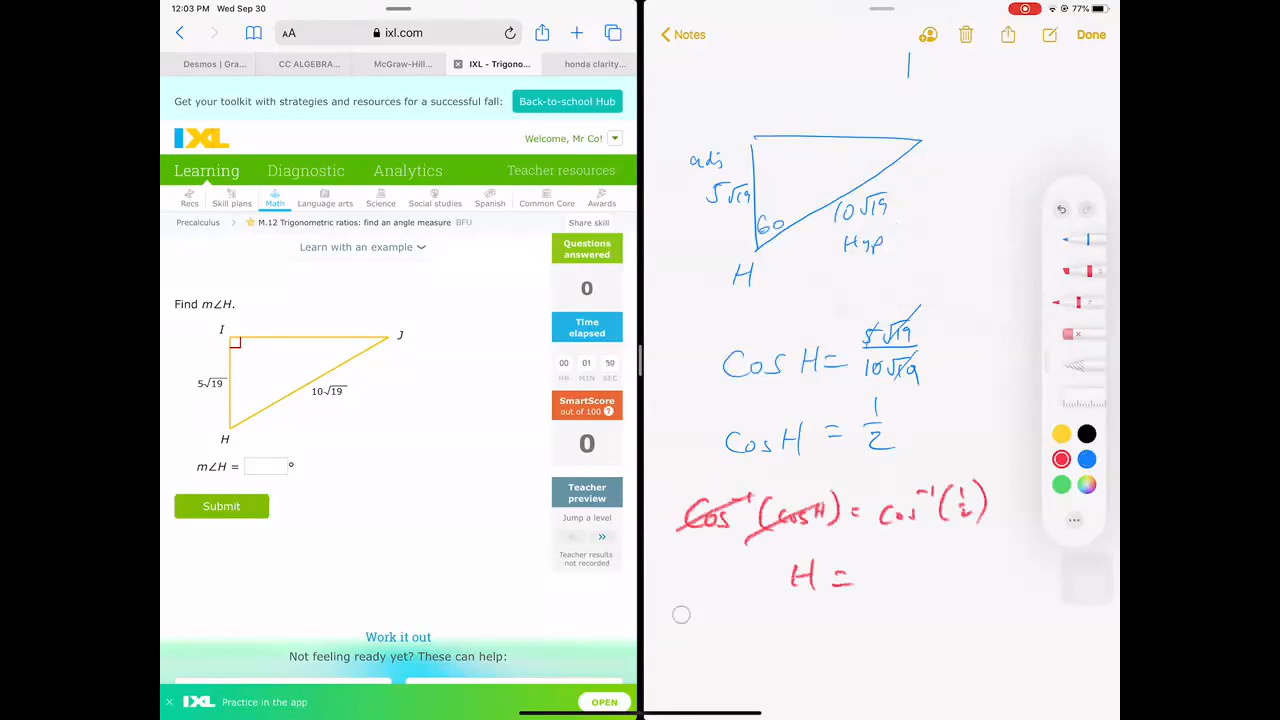 12:03 PM Wed Sep 30
AA ixl.com
Desmos | Gra...
CC ALGEBRA...
McGraw-Hill...
IXL - Trigono...
honda clarity...
Get your toolkit with strategies and resources for a successful fall: Back-to-school Hub
IXL
Welcome, Mr Co!
Learning Diagnostic Analytics Teacher resources
Recs Skill plans Math Language arts Science Social studies Spanish Common Core Awards
Precalculus > M.12 Trigonometric ratios: find an angle measure BFU
Share skill
Learn with an example
Questions answered
0
Time elapsed
00 01 50
HR MIN SEC
SmartScore
out of 100 ?
0
Teacher preview
Jump a level
Teacher results not recorded
Find m∠H.
I
J
5√19
10√19
H
m∠H = °
Submit
Work it out
Not feeling ready yet? These can help:
IXL Practice in the app OPEN
77%
Notes
Done
1
adj
5√19
10√19
60
Hyp
H
Cos H = 5√19/10√19
Cos H = 1/2
Cos⁻¹(cos H) = cos⁻¹(1/2)
H =